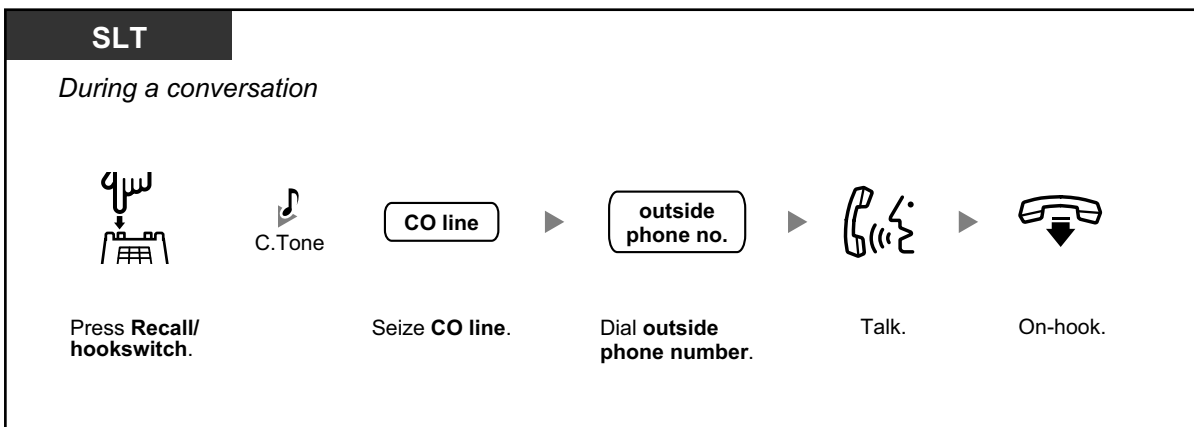 SLT
During a conversation
C.Tone
CO line
outside
phone no.
Press Recall/
hookswitch.
Seize CO line.
Dial outside
phone number.
Talk.
On-hook.